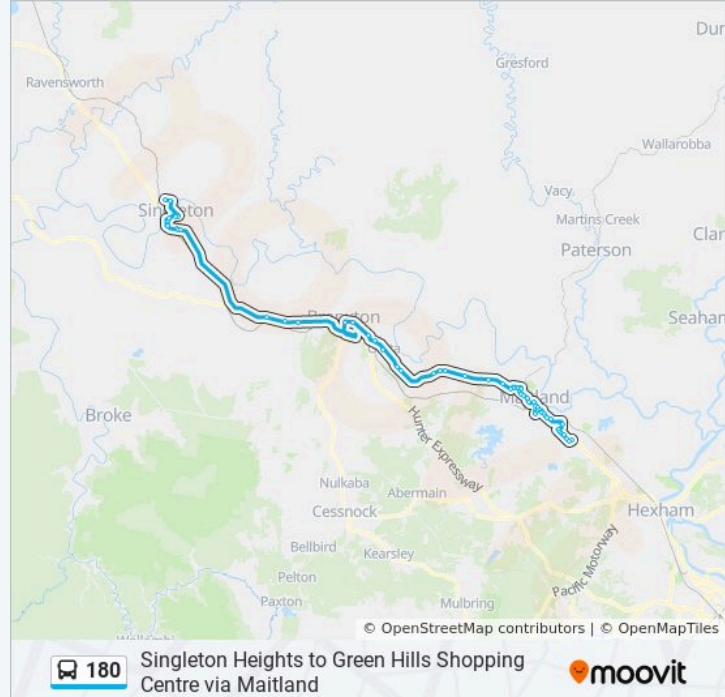 Dur
Gresford
Ravensworth
Wallarobba
Vacy
Singleton
Martins Creek
Paterson
Clar
Seaham
Branxton
Maitland
Broke
Hunter Expressway
Nulkaba
Abermain
Cessnock
Hexham
Bellbird
Kearsley
Pacific Motorway
Pelton
Paxton
Mulbring
© OpenStreetMap contributors | © OpenMapTiles
180
Singleton Heights to Green Hills Shopping
Centre via Maitland
moovit